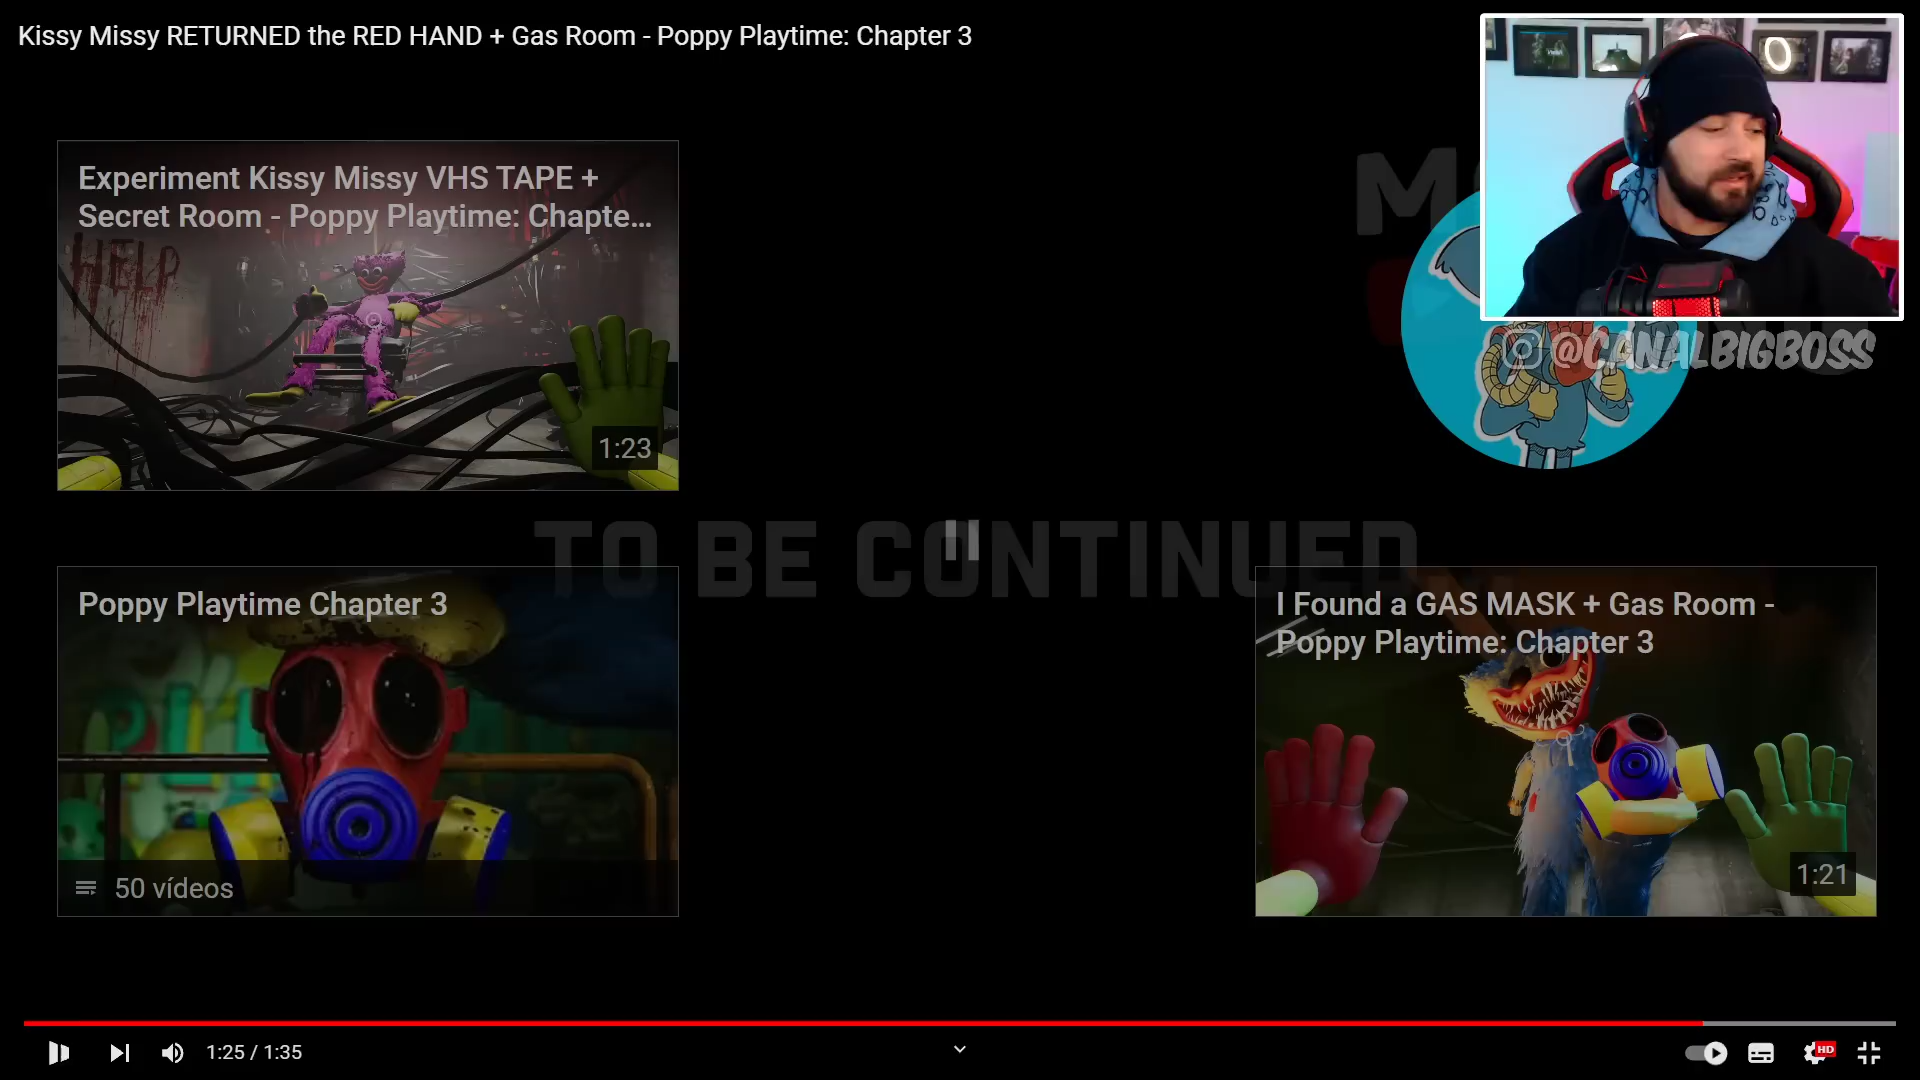 Kissy Missy RETURNED the RED HAND + Gas Room - Poppy Playtime: Chapter 3
Experiment Kissy Missy VHS TAPE +
Secret Room - Poppy Playtime: Chapte...
HELP
1:23
@CANALBIGBOSS
TO BE CONTINUED...
Poppy Playtime Chapter 3
50 vídeos
I Found a GAS MASK + Gas Room -
Poppy Playtime: Chapter 3
1:21
1:25 / 1:35
HD